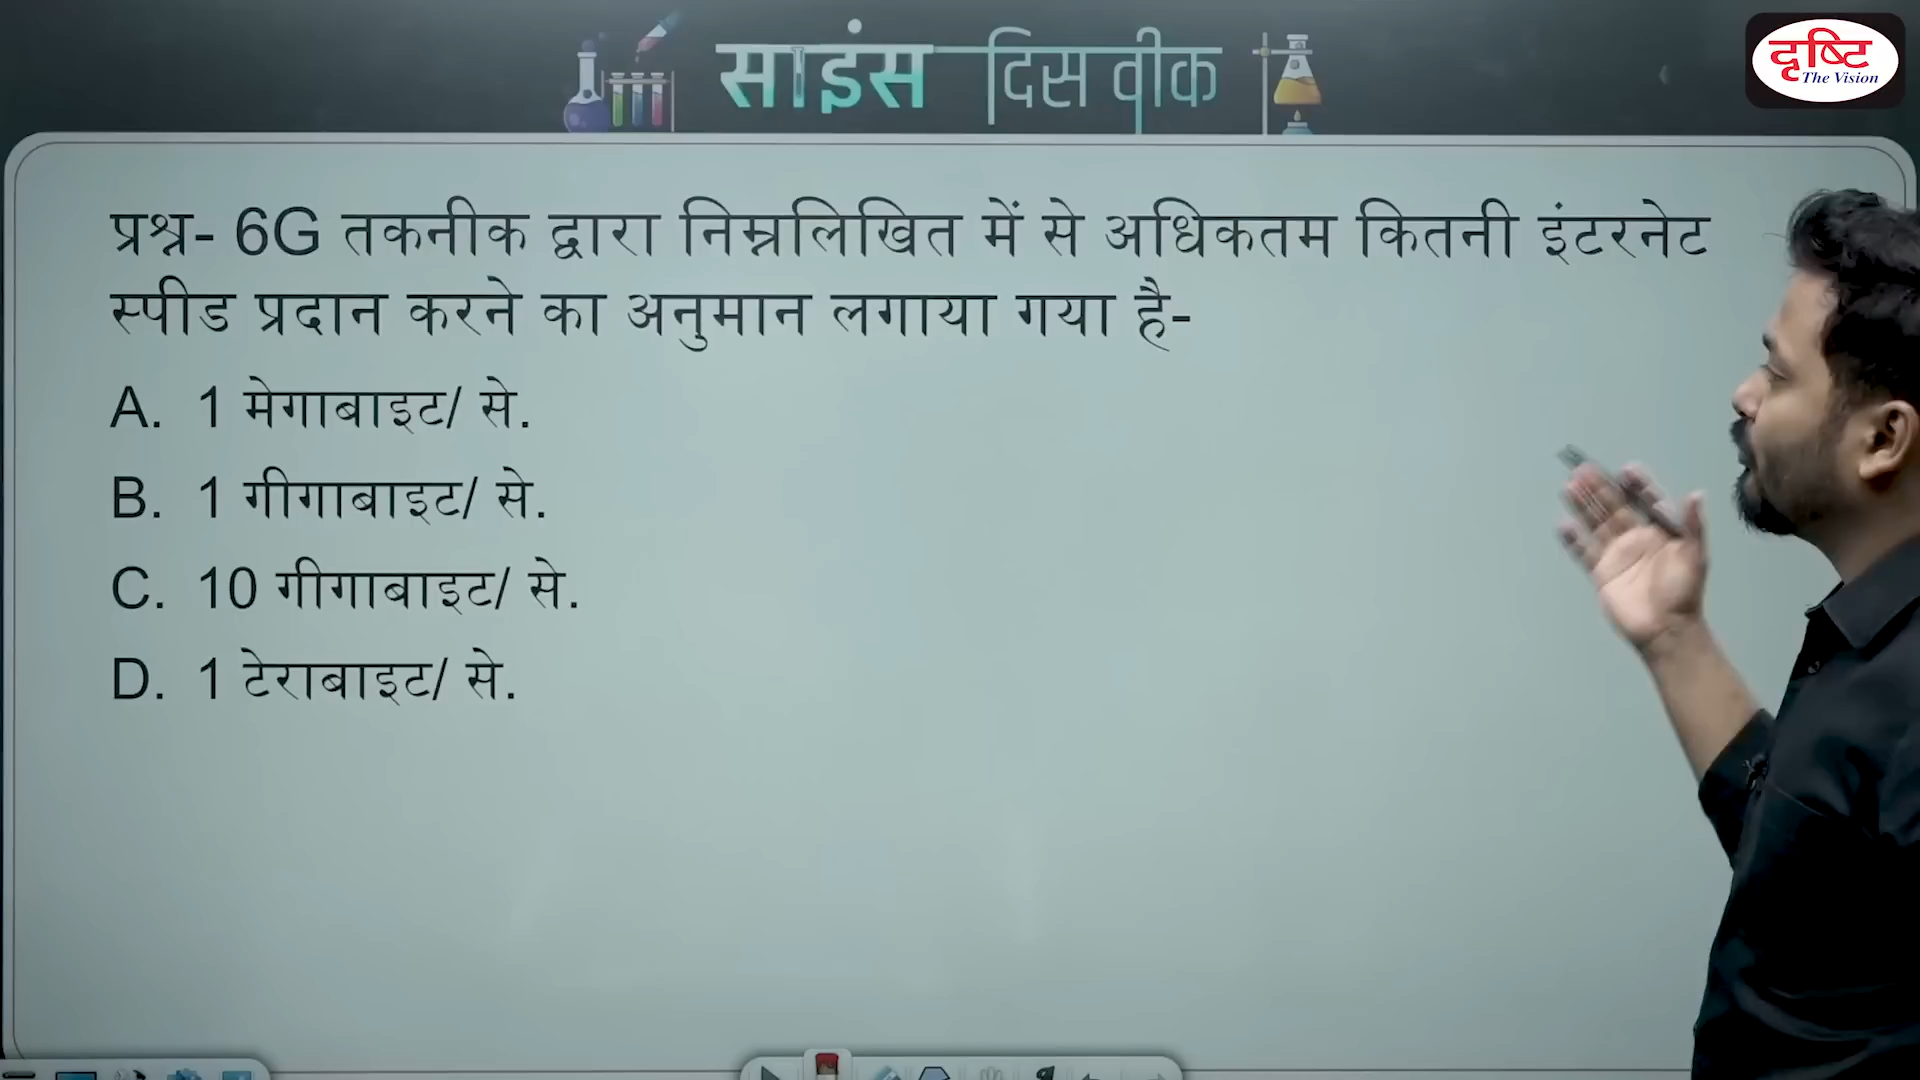 साइंस दिस वीक
दृष्टि
The Vision
प्रश्न- 6G तकनीक द्वारा निम्नलिखित में से अधिकतम कितनी इंटरनेट
स्पीड प्रदान करने का अनुमान लगाया गया है-
A. 1 मेगाबाइट/ से.
B. 1 गीगाबाइट/ से.
C. 10 गीगाबाइट/ से.
D. 1 टेराबाइट/ से.